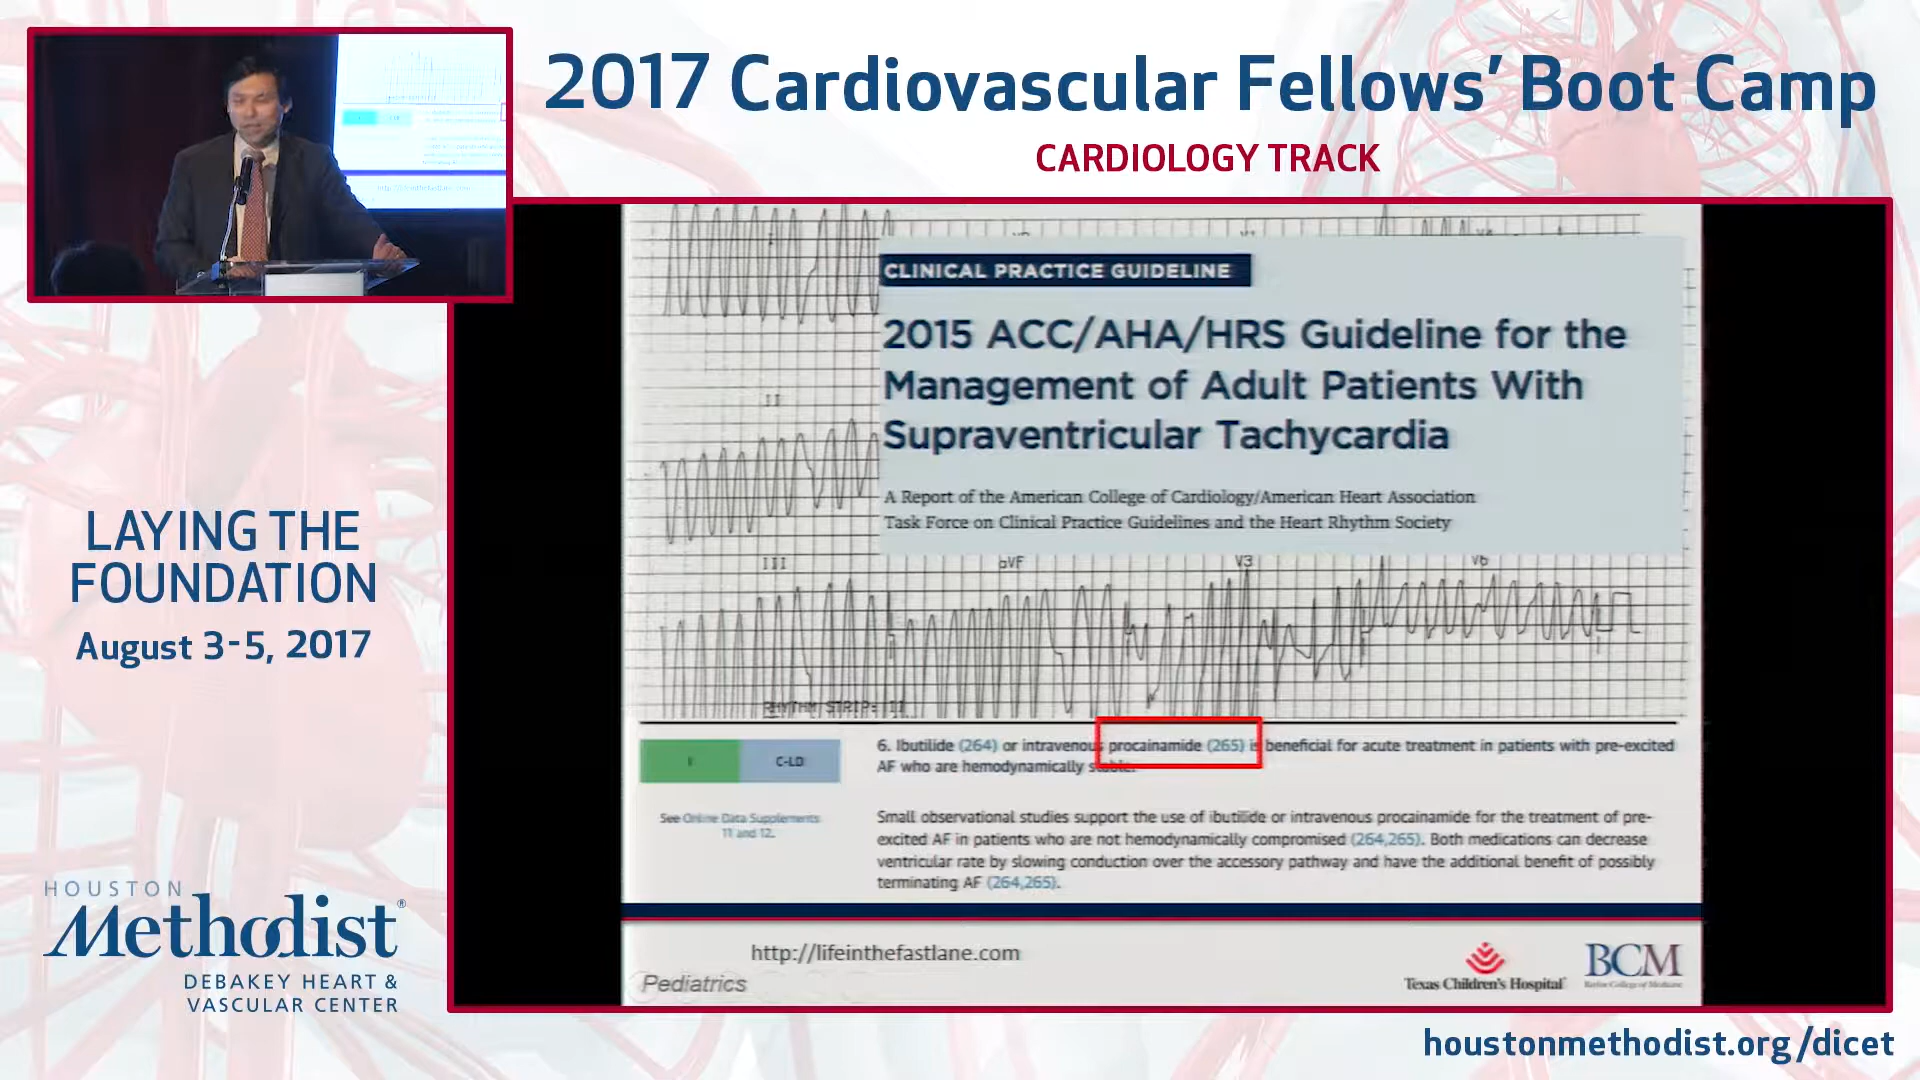 2017 Cardiovascular Fellows' Boot Camp
CARDIOLOGY TRACK
LAYING THE
FOUNDATION
August 3-5, 2017
HOUSTON
Methodist®
DEBAKEY HEART &
VASCULAR CENTER
CLINICAL PRACTICE GUIDELINE
2015 ACC/AHA/HRS Guideline for the
Management of Adult Patients With
Supraventricular Tachycardia
A Report of the American College of Cardiology/American Heart Association
Task Force on Clinical Practice Guidelines and the Heart Rhythm Society
II
III aVF V3 V6
RHYTHM STRIP: II
I C-LD
6. Ibutilide (264) or intravenous procainamide (265) is beneficial for acute treatment in patients with pre-excited
AF who are hemodynamically stable.
See Online Data Supplements
11 and 12.
Small observational studies support the use of ibutilide or intravenous procainamide for the treatment of pre-
excited AF in patients who are not hemodynamically compromised (264,265). Both medications can decrease
ventricular rate by slowing conduction over the accessory pathway and have the additional benefit of possibly
terminating AF (264,265).
http://lifeinthefastlane.com
Pediatrics
Texas Children's Hospital
BCM
Baylor College of Medicine
houstonmethodist.org/dicet